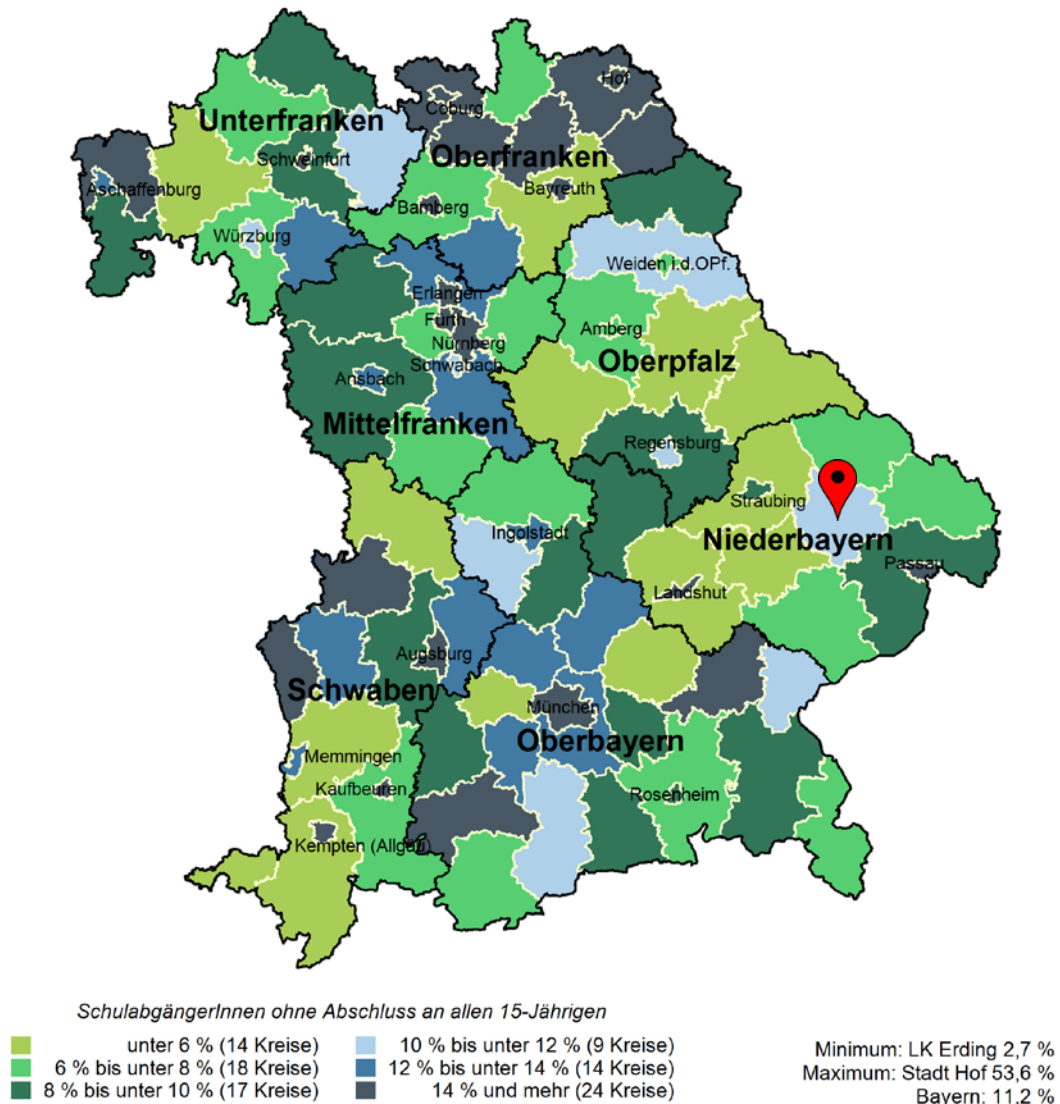 Hof
Coburg
Unterfranken
Oberfranken
Schweinfurt
Aschaffenburg
Bayreuth
Bamberg
Würzburg
Weiden i.d.OPf.
Erlangen
Fürth
Amberg
Nürnberg
Oberpfalz
Schwabach
Ansbach
Mittelfranken
Regensburg
Straubing
Ingolstadt
Niederbayern
Passau
Landshut
Augsburg
Schwaben
München
Oberbayern
Memmingen
Kaufbeuren
Rosenheim
Kempten (Allgäu)
SchulabgängerInnen ohne Abschluss an allen 15-Jährigen
unter 6 % (14 Kreise)
6 % bis unter 8 % (18 Kreise)
8 % bis unter 10 % (17 Kreise)
10 % bis unter 12 % (9 Kreise)
12 % bis unter 14 % (14 Kreise)
14 % und mehr (24 Kreise)
Minimum: LK Erding 2,7 %
Maximum: Stadt Hof 53,6 %
Bayern: 11,2 %